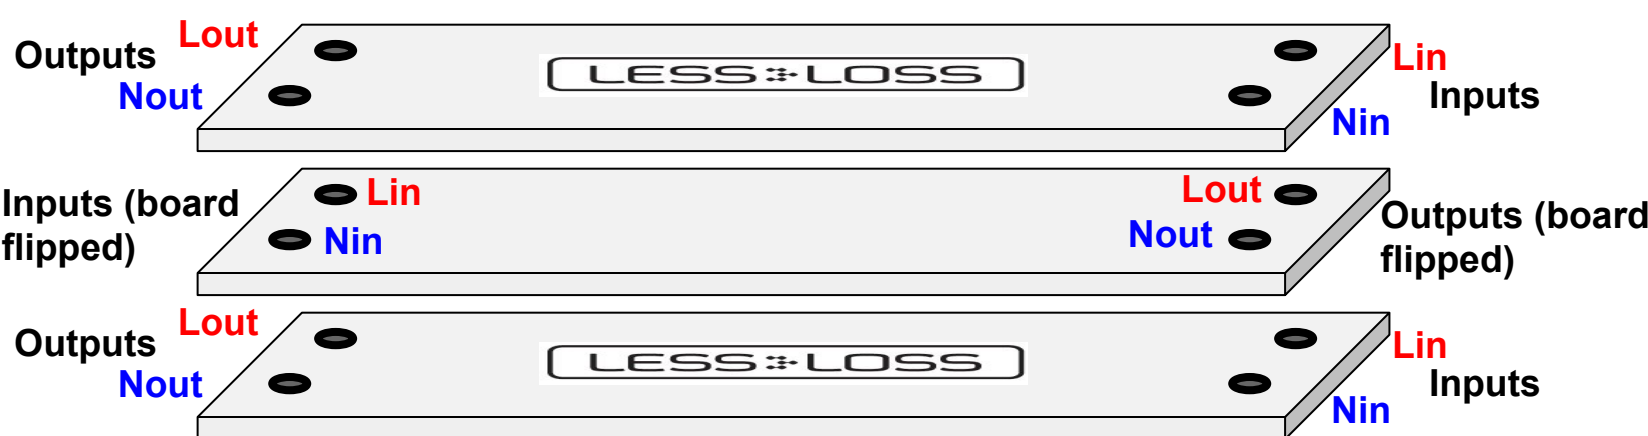 Lout
Outputs
Nout
LESS LOSS
Lin
Inputs
Nin
Inputs (board
flipped)
Lin
Nin
Lout
Nout
Outputs (board
flipped)
Lout
Outputs
Nout
LESS LOSS
Lin
Inputs
Nin